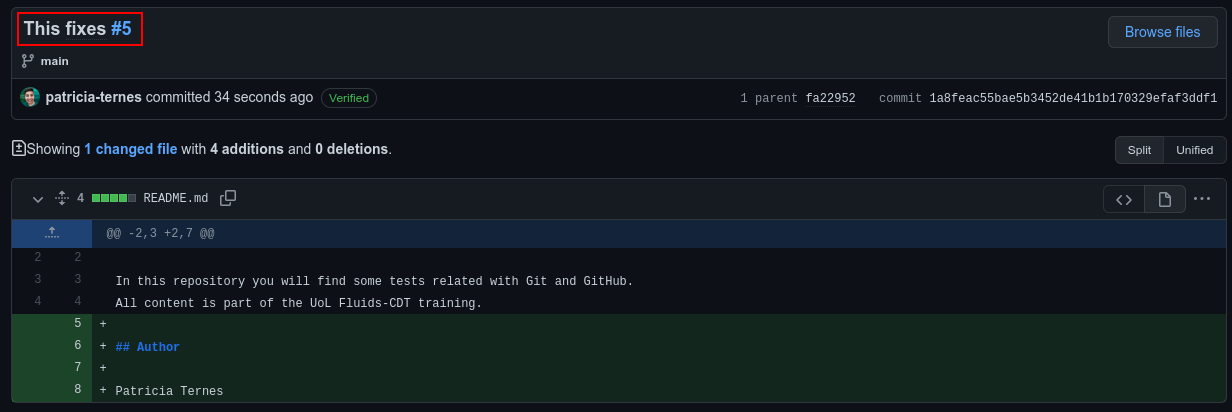 This fixes #5
Browse files
main
patricia-ternes committed 34 seconds ago Verified
1 parent fa22952 commit 1a8feac55bae5b3452de41b1b170329efaf3ddf1
Showing 1 changed file with 4 additions and 0 deletions.
Split Unified
4 README.md
@@ -2,3 +2,7 @@
2 2
3 3 In this repository you will find some tests related with Git and GitHub.
4 4 All content is part of the UoL Fluids-CDT training.
5 +
6 + ## Author
7 +
8 + Patricia Ternes